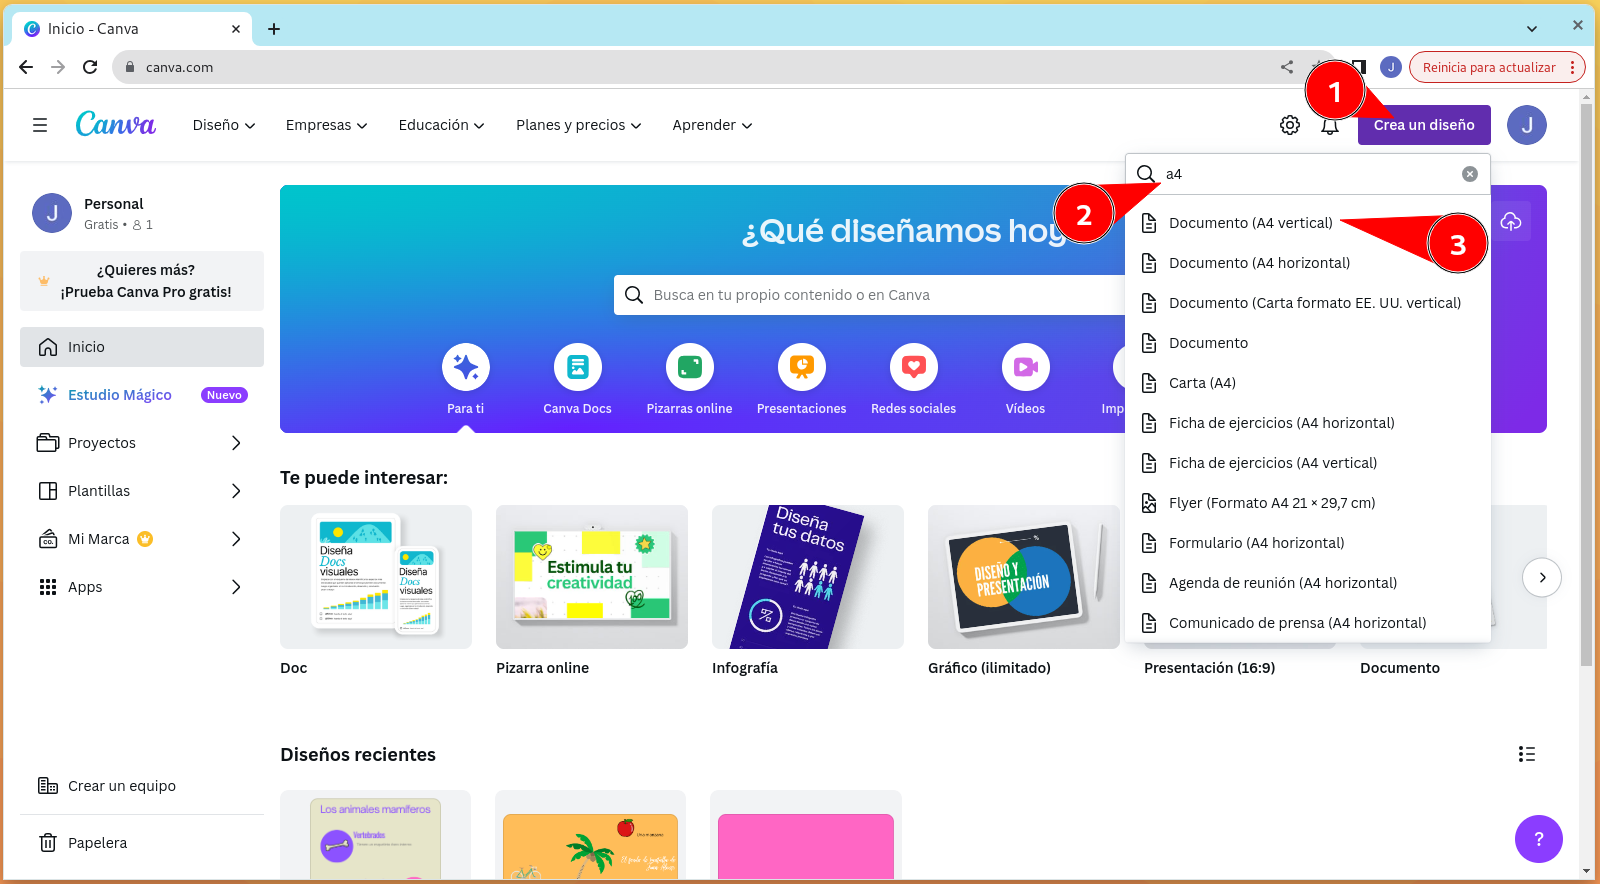 Inicio - Canva
canva.com
J
Reinicia para actualizar
Canva
Diseño
Empresas
Educación
Planes y precios
Aprender
1
Crea un diseño
J
a4
2
Documento (A4 vertical)
3
Documento (A4 horizontal)
Documento (Carta formato EE. UU. vertical)
Documento
Carta (A4)
Ficha de ejercicios (A4 horizontal)
Ficha de ejercicios (A4 vertical)
Flyer (Formato A4 21 × 29,7 cm)
Formulario (A4 horizontal)
Agenda de reunión (A4 horizontal)
Comunicado de prensa (A4 horizontal)
J
Personal
Gratis • 1
¿Quieres más?
¡Prueba Canva Pro gratis!
Inicio
Estudio Mágico
Nuevo
Proyectos
Plantillas
CO.
Mi Marca
Apps
Crear un equipo
Papelera
¿Qué diseñamos hoy
Busca en tu propio contenido o en Canva
Para ti
Canva Docs
Pizarras online
Presentaciones
Redes sociales
Vídeos
Imp
Te puede interesar:
Diseña
Docs
visuales
Diseña
Docs
visuales
Estimula tu
creatividad
Diseña
tus datos
DISEÑO Y
PRESENTACIÓN
Doc
Pizarra online
Infografía
Gráfico (ilimitado)
Presentación (16:9)
Documento
Diseños recientes
Los animales mamíferos
Vertebrados
?